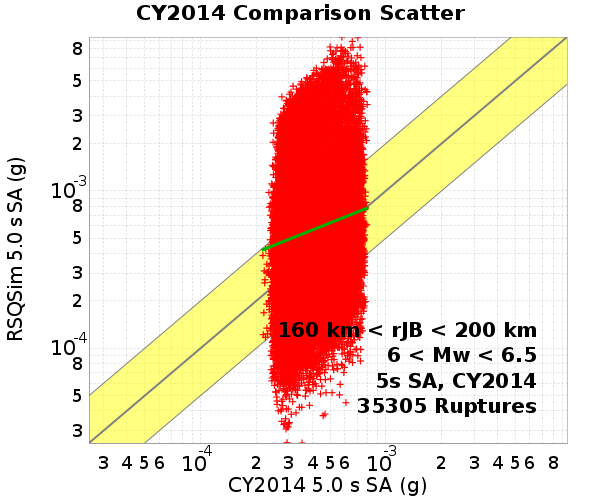 CY2014 Comparison Scatter
RSQSim 5.0 s SA (g)
8
5
3
2
10-3
8
5
3
2
10-4
8
5
3
160 km < rJB < 200 km
6 < Mw < 6.5
5s SA, CY2014
35305 Ruptures
3 4 5 6 10-4 2 3 4 5 6 10-3 2 3 4 5 6 8
CY2014 5.0 s SA (g)